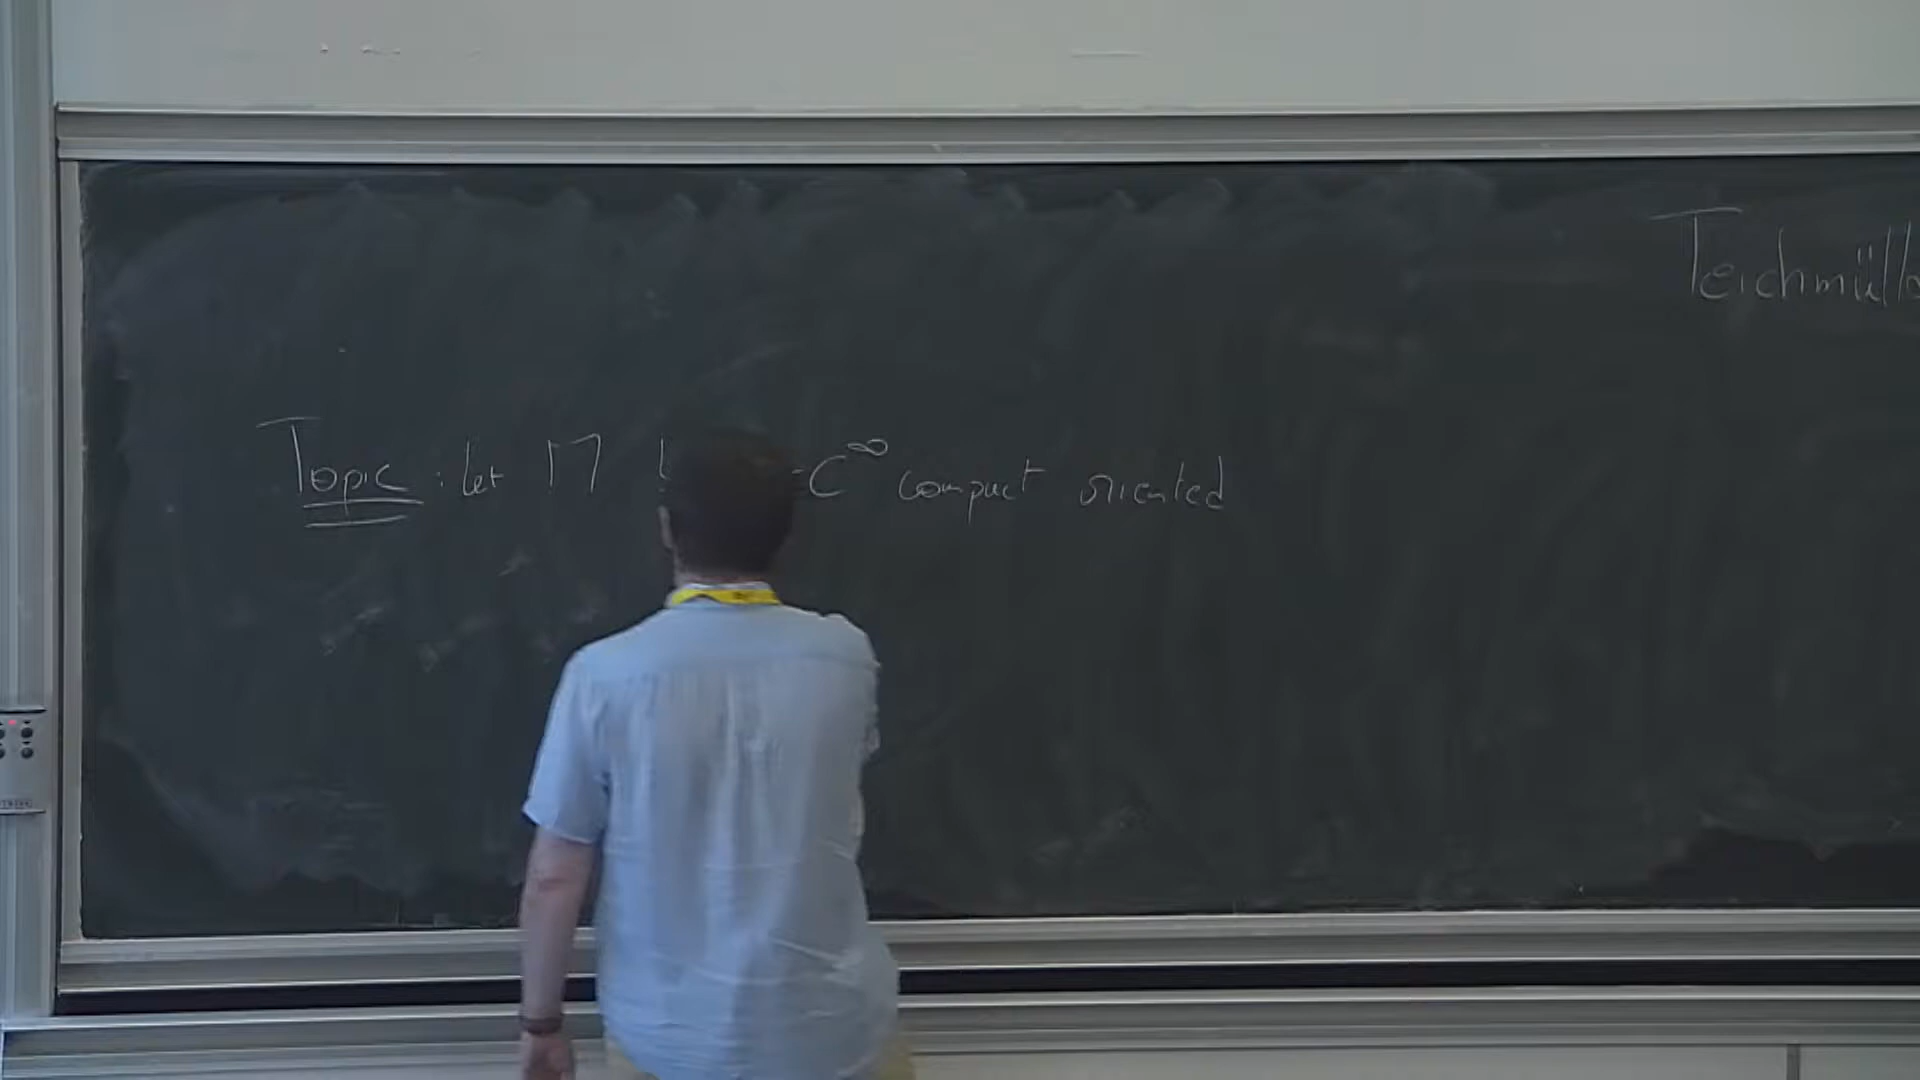 Teichmüll
Topic : let M C∞ compact oriented